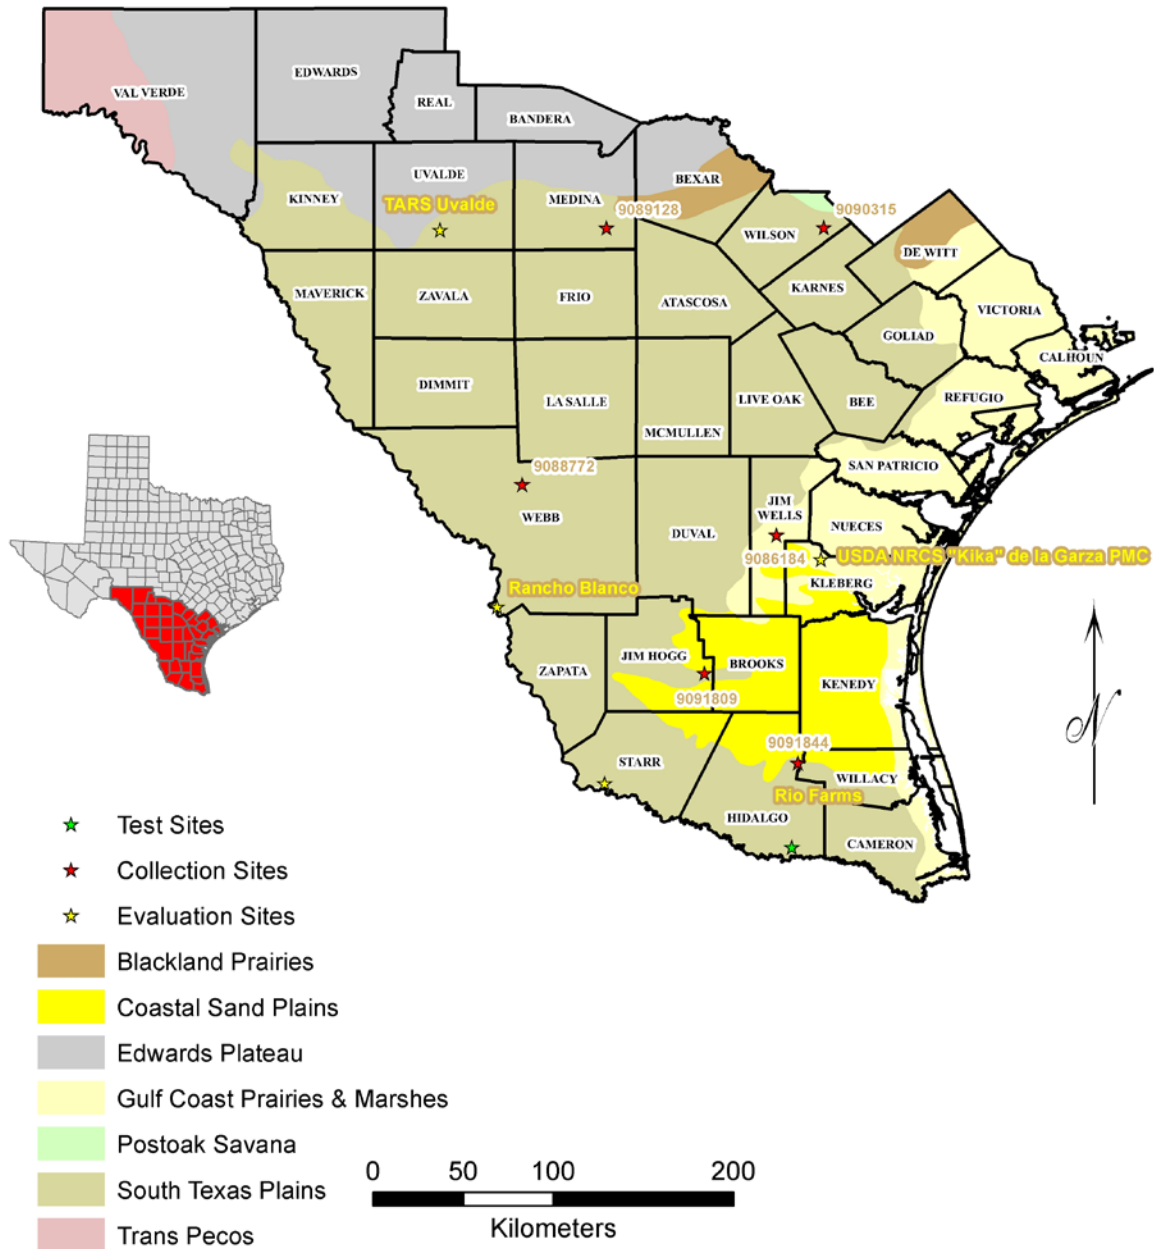 EDWARDS
VAL VERDE
REAL
BANDERA
UVALDE
BEXAR
KINNEY
MEDINA
TARS Uvalde
9089128
9090315
WILSON
DE WITT
MAVERICK
ZAVALA
FRIO
ATASCOSA
KARNES
VICTORIA
GOLIAD
CALHOUN
DIMMIT
LA SALLE
LIVE OAK
BEE
REFUGIO
MCMULLEN
9088772
SAN PATRICIO
WEBB
DUVAL
JIM
WELLS
NUECES
9086184
USDA NRCS "Kika" de la Garza PMC
KLEBERG
Rancho Blanco
ZAPATA
JIM HOGG
BROOKS
KENEDY
9091809
9091844
STARR
WILLACY
Rio Farms
HIDALGO
CAMERON
N
Test Sites
Collection Sites
Evaluation Sites
Blackland Prairies
Coastal Sand Plains
Edwards Plateau
Gulf Coast Prairies & Marshes
Postoak Savana
South Texas Plains
Trans Pecos
0 50 100 200
Kilometers